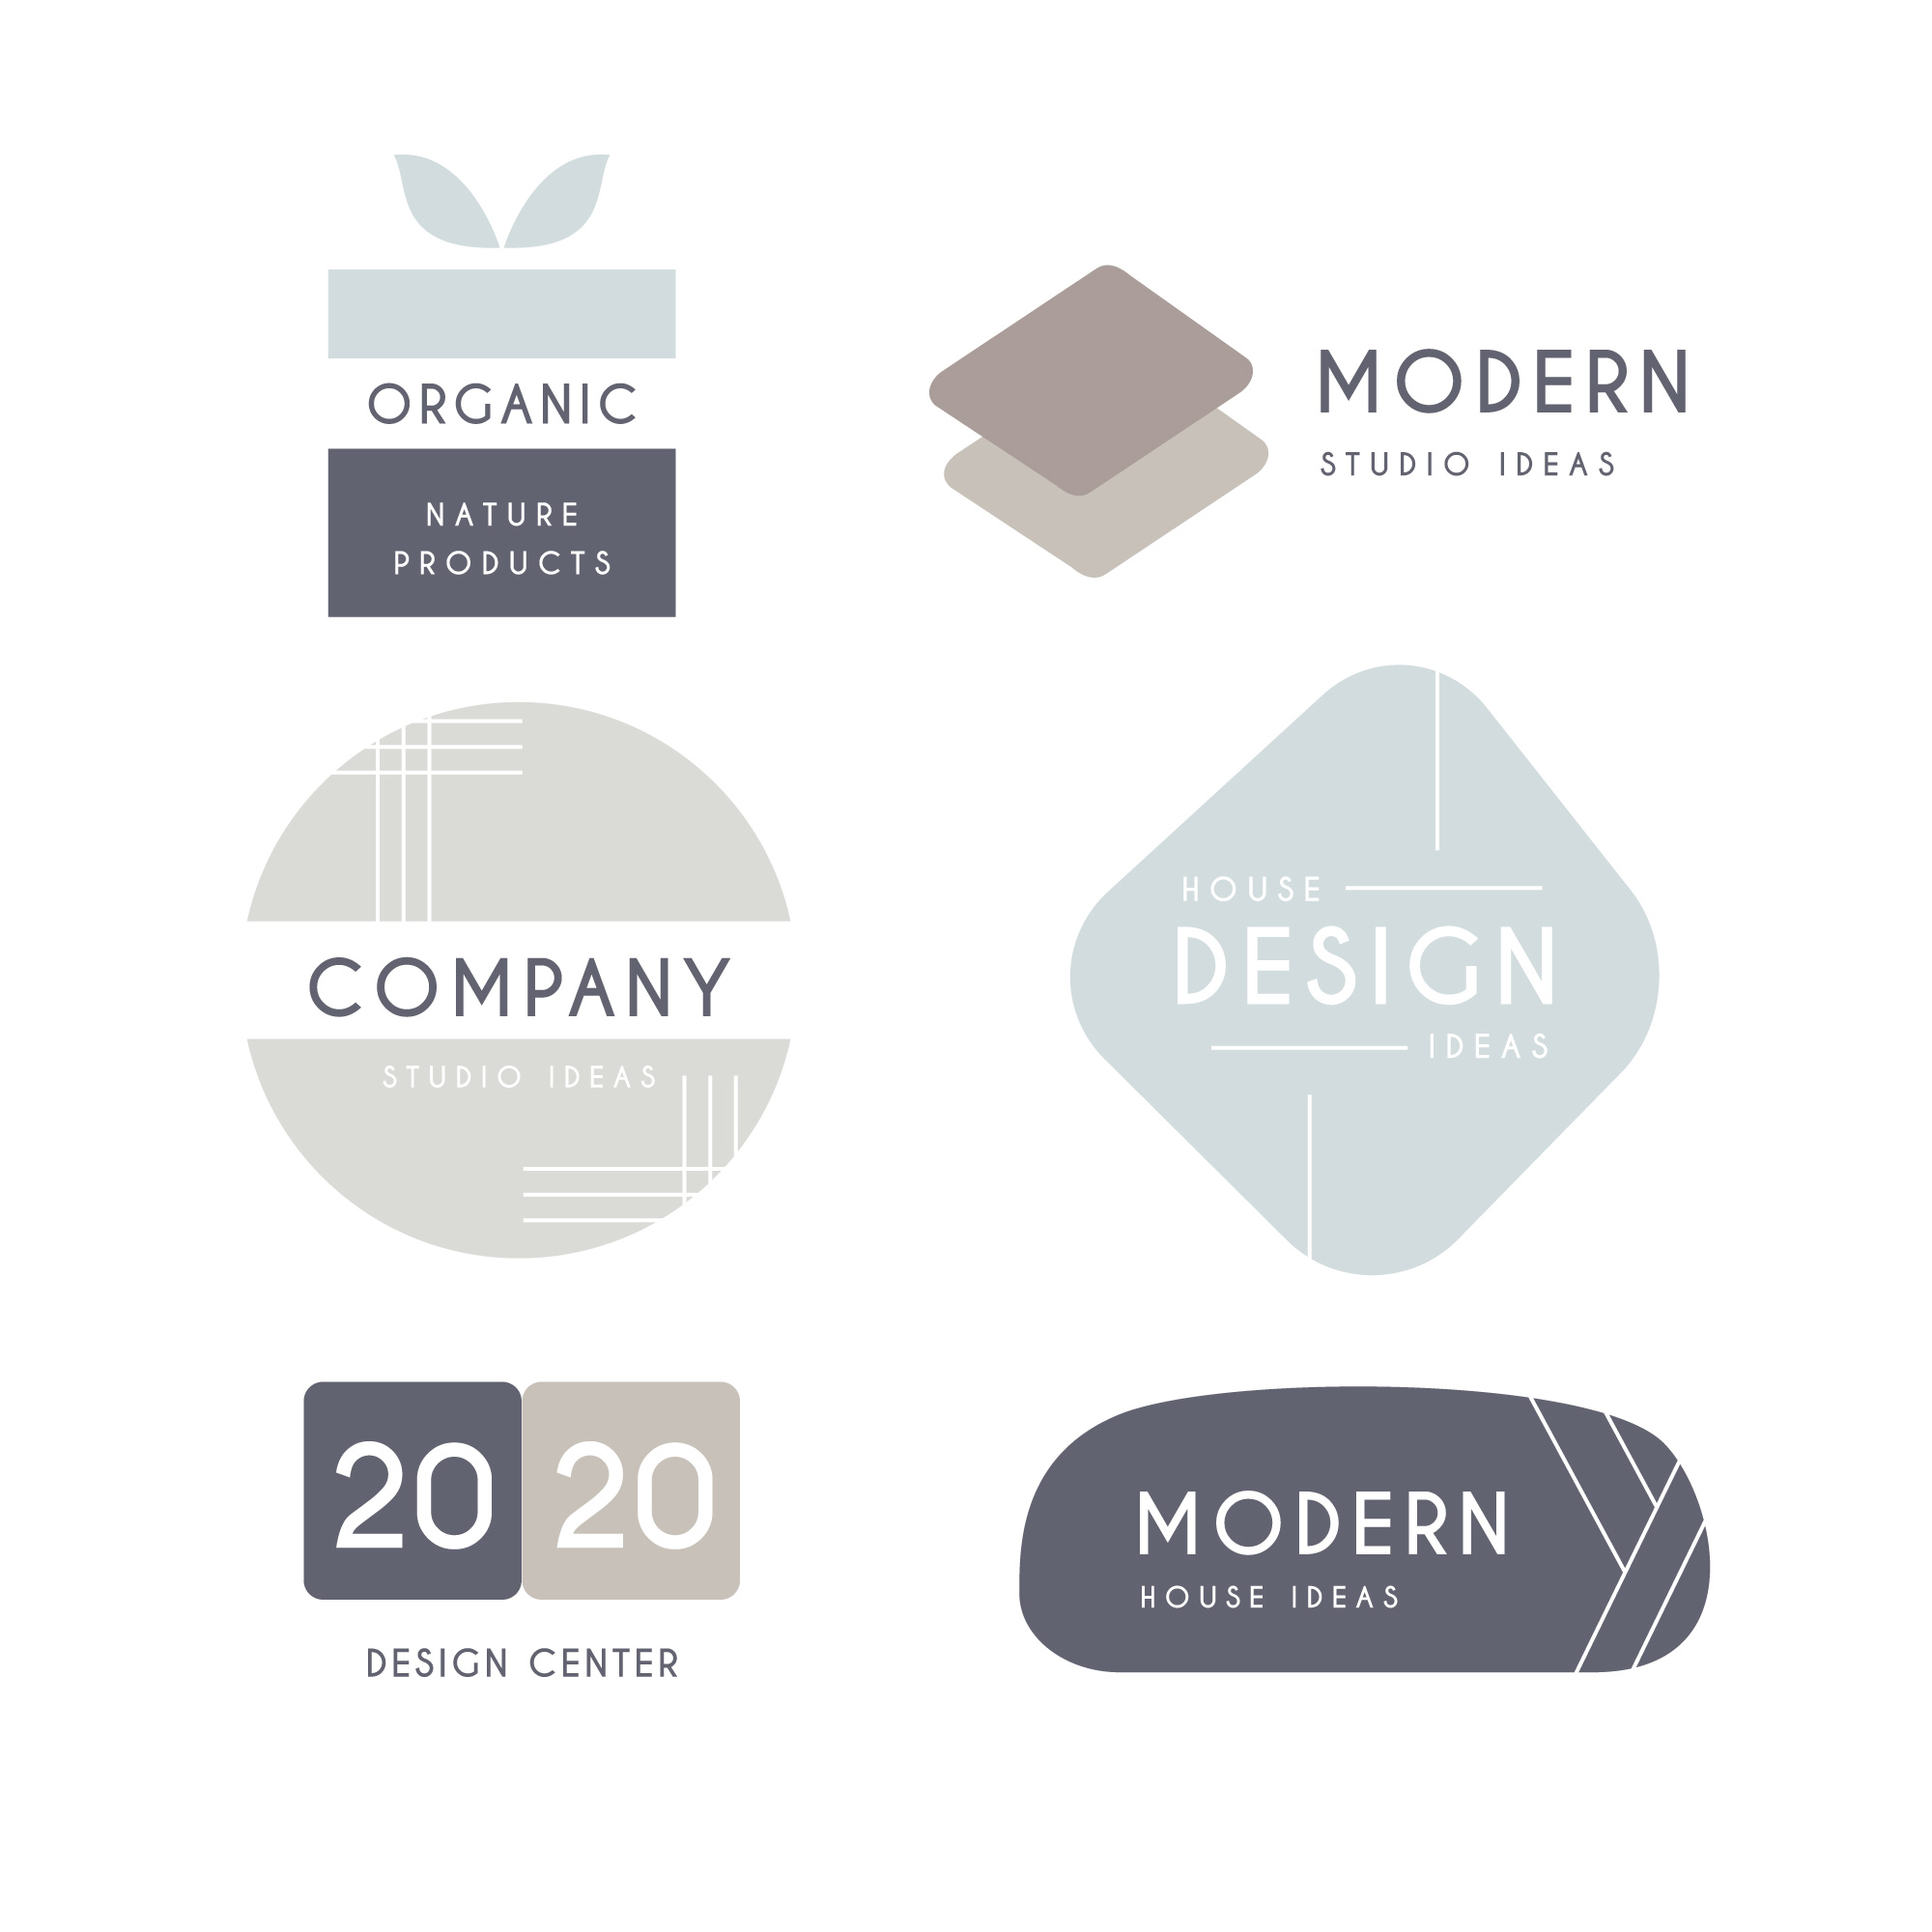 ORGANIC
NATURE
PRODUCTS
MODERN
STUDIO IDEAS
COMPANY
STUDIO IDEAS
HOUSE
DESIGN
IDEAS
20 20
DESIGN CENTER
MODERN
HOUSE IDEAS